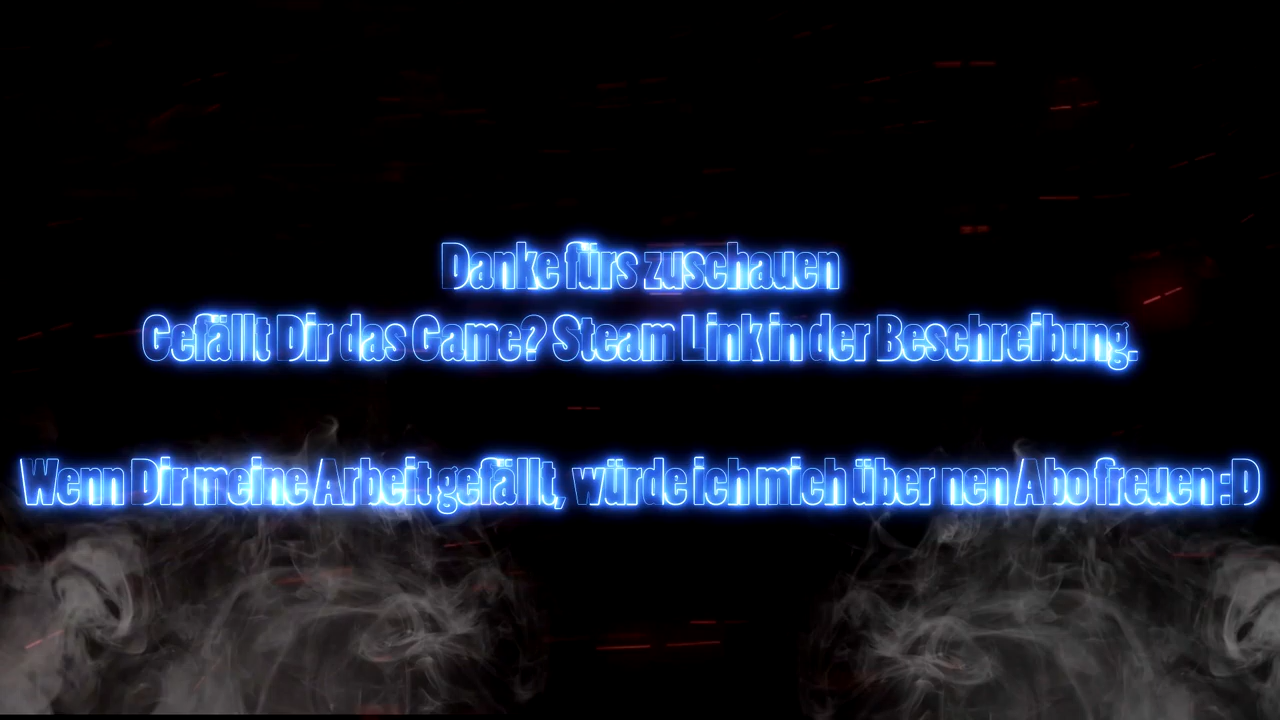 Danke fürs zuschauen
Gefällt Dir das Game? Steam Link in der Beschreibung.
Wenn Dir meine Arbeit gefällt, würde ich mich über nen Abo freuen :D